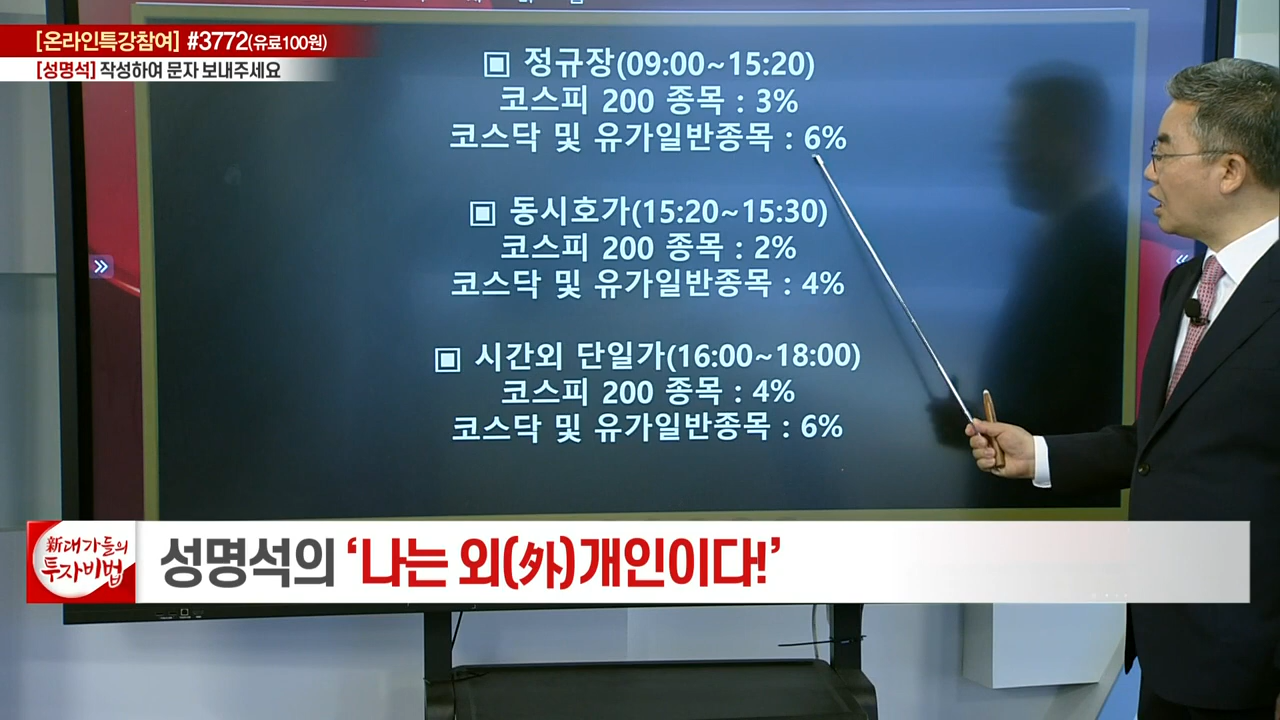 [온라인특강참여] #3772(유료100원)
[성명석] 작성하여 문자 보내주세요
▣ 정규장(09:00~15:20)
코스피 200 종목 : 3%
코스닥 및 유가일반종목 : 6%
▣ 동시호가(15:20~15:30)
코스피 200 종목 : 2%
코스닥 및 유가일반종목 : 4%
▣ 시간외 단일가(16:00~18:00)
코스피 200 종목 : 4%
코스닥 및 유가일반종목 : 6%
新대가들의
투자비법
성명석의 ‘나는 외(外)개인이다!’